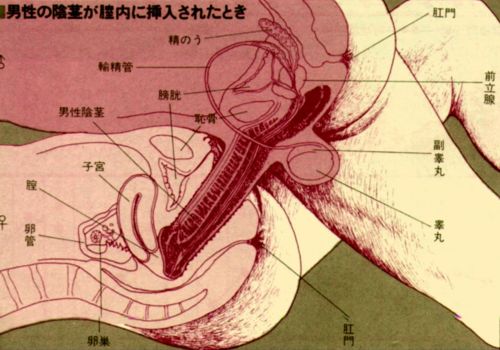 男性の陰茎が膣内に挿入されたとき
肛門
精のう
輸精管
前立腺
膀胱
男性陰茎
恥骨
♂
副睾丸
子宮
膣
睾丸
♀
卵管
卵巣
肛門